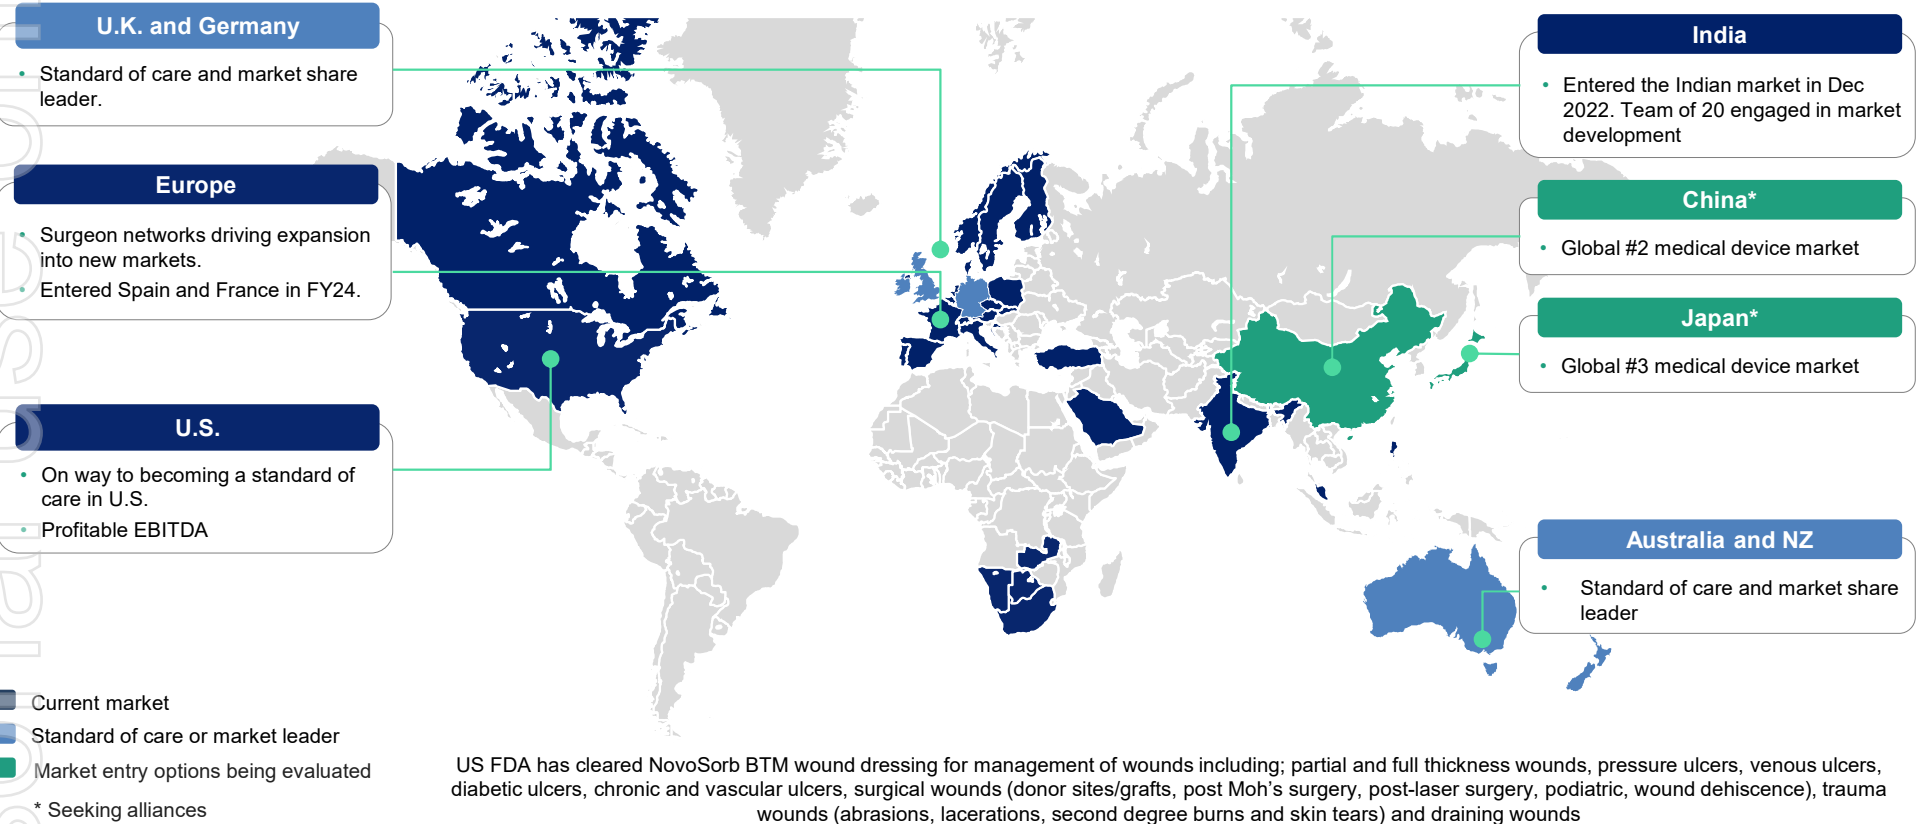 U.K. and Germany
• Standard of care and market share
leader.
Europe
• Surgeon networks driving expansion
into new markets.
• Entered Spain and France in FY24.
U.S.
• On way to becoming a standard of
care in U.S.
• Profitable EBITDA
India
• Entered the Indian market in Dec
2022. Team of 20 engaged in market
development
China*
• Global #2 medical device market
Japan*
• Global #3 medical device market
Australia and NZ
• Standard of care and market share
leader
Current market
Standard of care or market leader
Market entry options being evaluated
* Seeking alliances
US FDA has cleared NovoSorb BTM wound dressing for management of wounds including; partial and full thickness wounds, pressure ulcers, venous ulcers,
diabetic ulcers, chronic and vascular ulcers, surgical wounds (donor sites/grafts, post Moh's surgery, post-laser surgery, podiatric, wound dehiscence), trauma
wounds (abrasions, lacerations, second degree burns and skin tears) and draining wounds